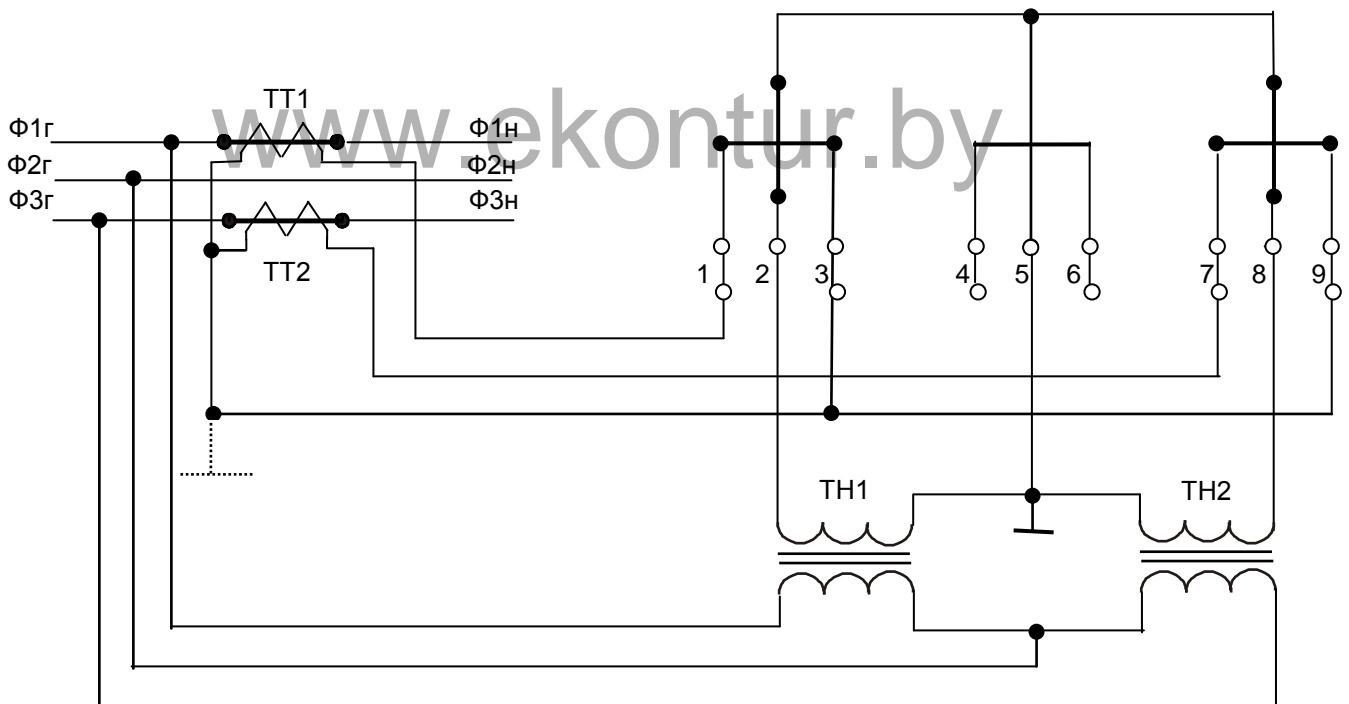 www.ekontur.by
ТТ1
Ф1г
Ф1н
Ф2г
Ф2н
Ф3г
Ф3н
ТТ2
1
2
3
4
5
6
7
8
9
ТН1
ТН2